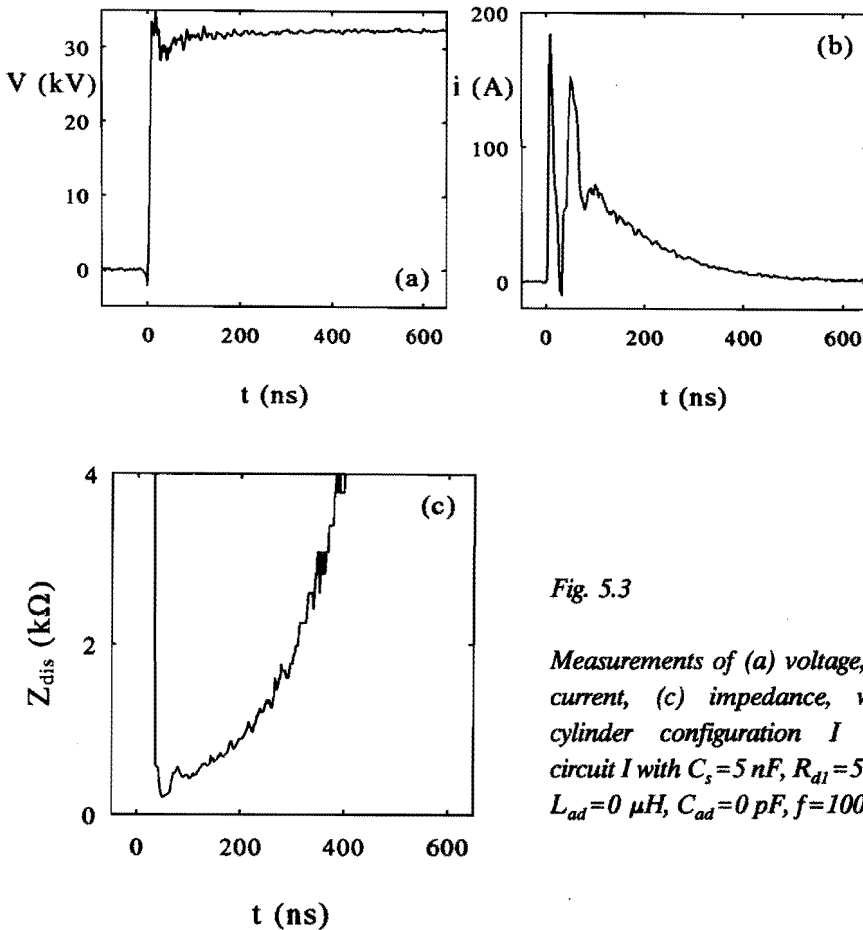 30
V (kV)
20
10
0
(a)
0
200
400
600
t (ns)
200
(b)
i (A)
100
0
0
200
400
600
t (ns)
4
(c)
Z_dis (kΩ)
2
0
0
200
400
600
t (ns)
Fig. 5.3
Measurements of (a) voltage,
current, (c) impedance,
cylinder configuration I
circuit I with C_s=5 nF, R_d1=5
L_ad=0 μH, C_ad=0 pF, f=100